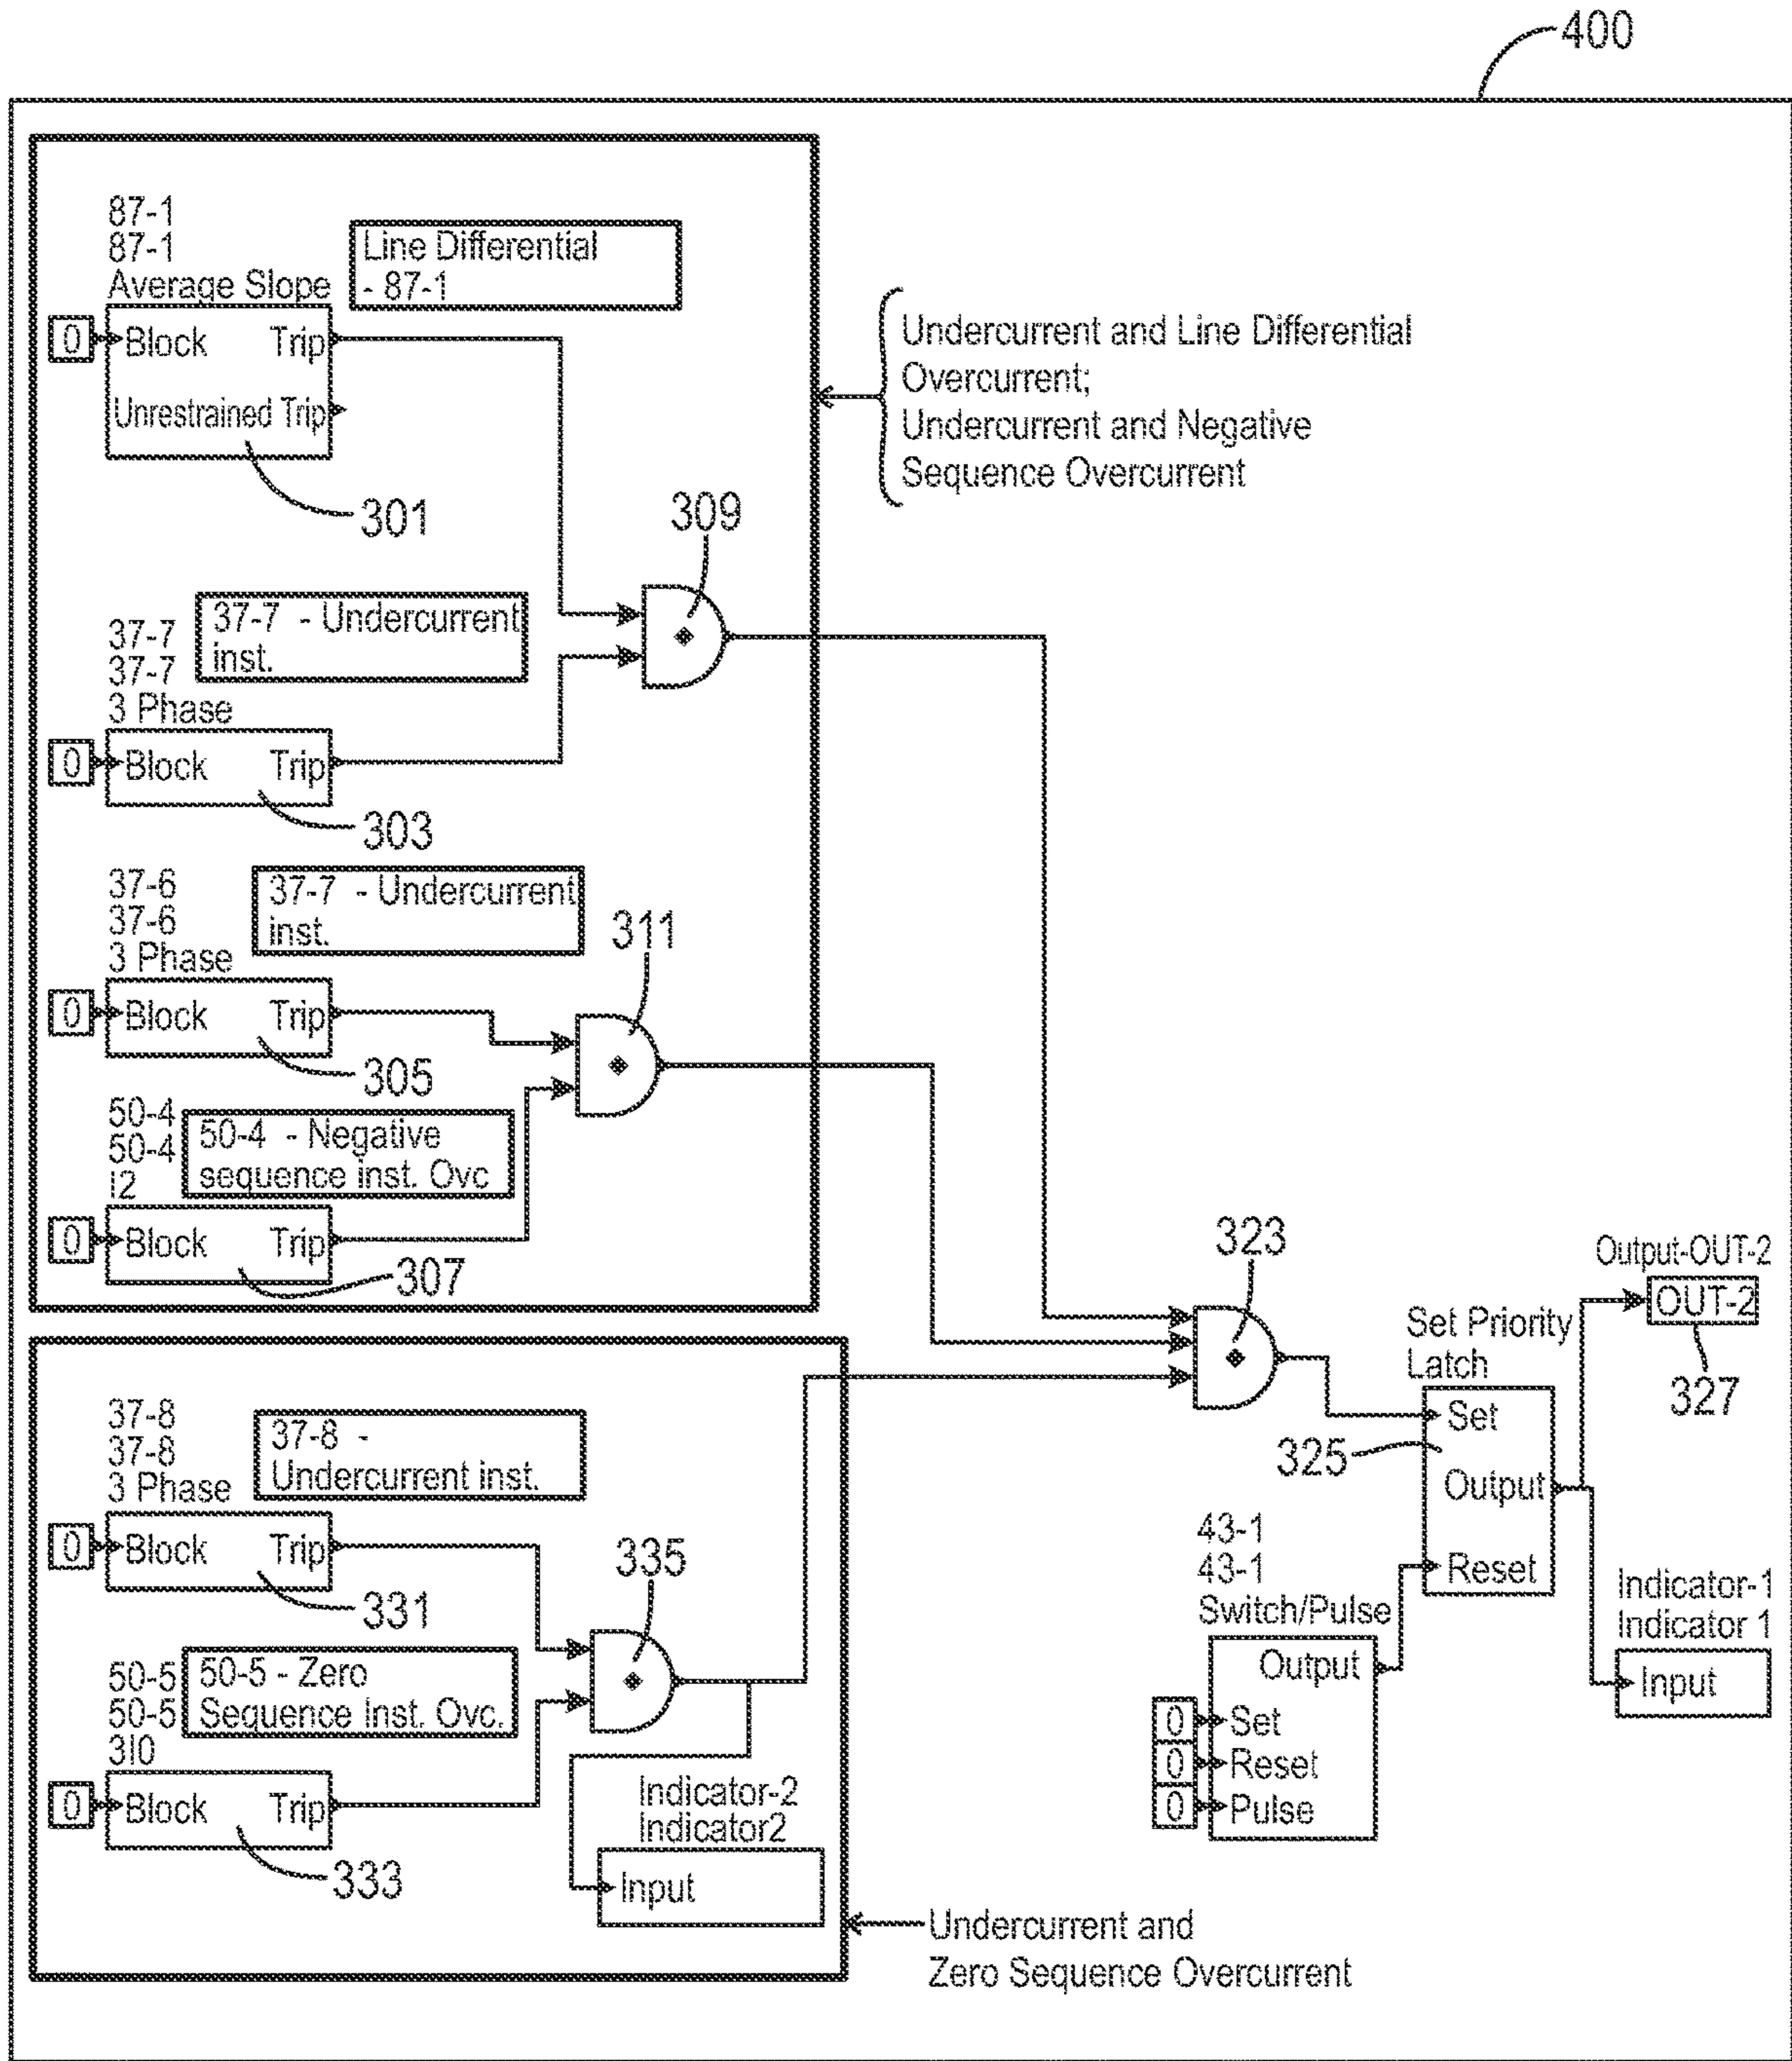 400
87-1
87-1
Average Slope
Line Differential
- 87-1
0
Block
Trip
Unrestrained Trip
301
Undercurrent and Line Differential
Overcurrent;
Undercurrent and Negative
Sequence Overcurrent
309
37-7
37-7
3 Phase
37-7 - Undercurrent
inst.
0
Block
Trip
303
37-6
37-6
3 Phase
37-7 - Undercurrent
inst.
311
0
Block
Trip
305
50-4
50-4
I2
50-4 - Negative
sequence inst. Ovc
0
Block
Trip
307
323
Output-OUT-2
OUT-2
327
Set Priority
Latch
Set
325
Output
Reset
37-8
37-8
3 Phase
37-8 -
Undercurrent inst.
0
Block
Trip
331
335
50-5
50-5
3I0
50-5 - Zero
Sequence inst. Ovc.
0
Block
Trip
333
Indicator-2
Indicator2
Input
43-1
43-1
Switch/Pulse
Output
0
Set
0
Reset
0
Pulse
Indicator-1
Indicator 1
Input
Undercurrent and
Zero Sequence Overcurrent